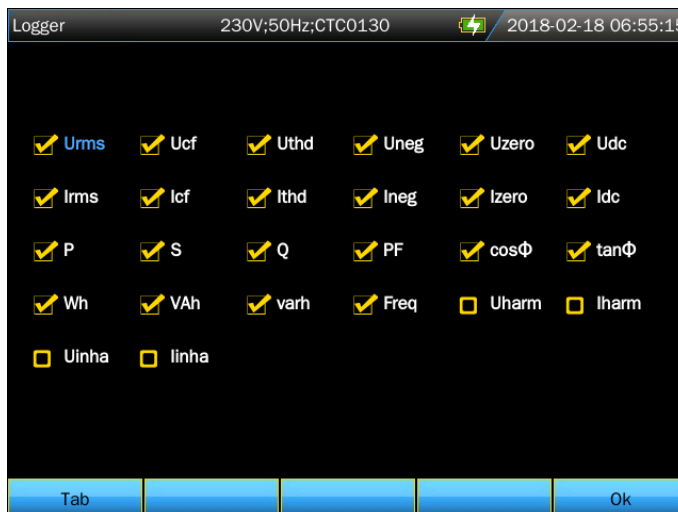 Logger 230V;50Hz;CTC0130 2018-02-18 06:55:15
Urms Ucf Uthd Uneg Uzero Udc
Irms Icf Ithd Ineg Izero Idc
P S Q PF cosΦ tanΦ
Wh VAh varh Freq Uharm Iharm
Uinha Iinha
Tab Ok